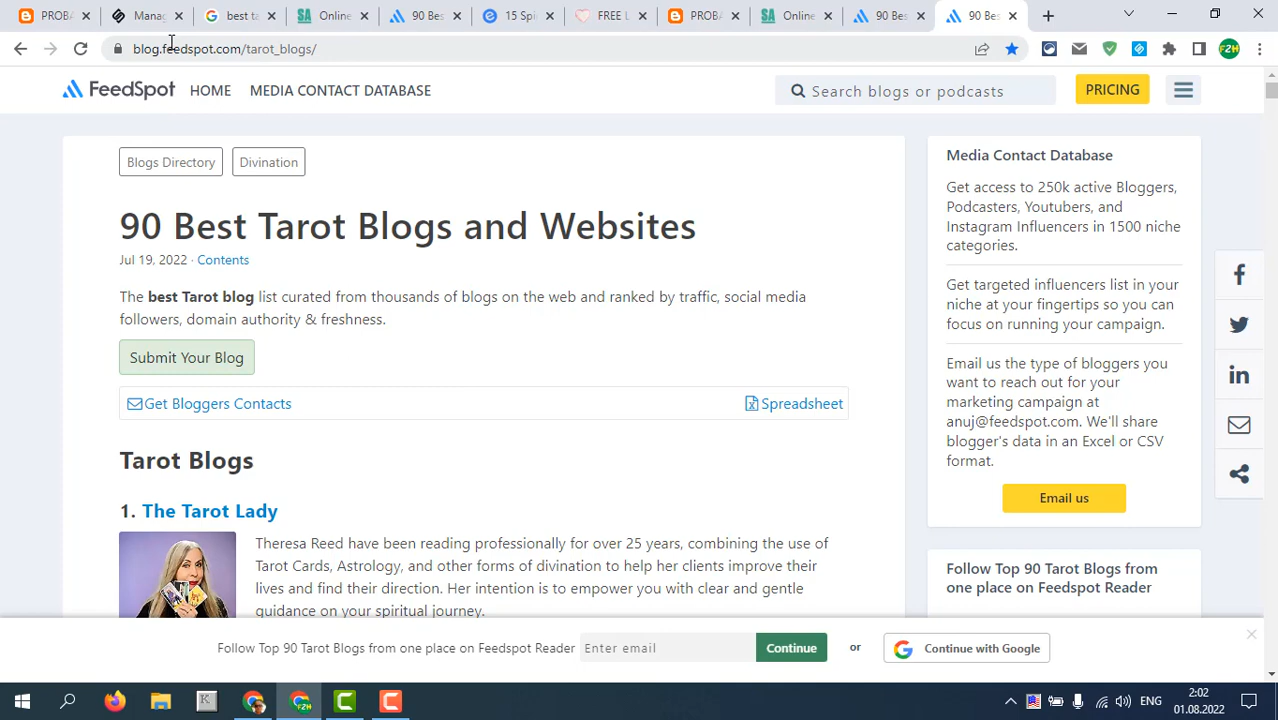 PROBA
Manag
best ta
Online
90 Bes
15 Spi
FREE L
PROBA
Online
90 Bes
90 Bes
blog.feedspot.com/tarot_blogs/
F2H
FeedSpot HOME MEDIA CONTACT DATABASE Search blogs or podcasts PRICING
Blogs Directory Divination
90 Best Tarot Blogs and Websites
Jul 19, 2022 · Contents
The best Tarot blog list curated from thousands of blogs on the web and ranked by traffic, social media
followers, domain authority & freshness.
Submit Your Blog
Get Bloggers Contacts Spreadsheet
Tarot Blogs
1. The Tarot Lady
Theresa Reed have been reading professionally for over 25 years, combining the use of
Tarot Cards, Astrology, and other forms of divination to help her clients improve their
lives and find their direction. Her intention is to empower you with clear and gentle
guidance on your spiritual journey.
Media Contact Database
Get access to 250k active Bloggers,
Podcasters, Youtubers, and
Instagram Influencers in 1500 niche
categories.
Get targeted influencers list in your
niche at your fingertips so you can
focus on running your campaign.
Email us the type of bloggers you
want to reach out for your
marketing campaign at
anuj@feedspot.com. We'll share
blogger's data in an Excel or CSV
format.
Email us
Follow Top 90 Tarot Blogs from
one place on Feedspot Reader
Follow Top 90 Tarot Blogs from one place on Feedspot Reader Enter email Continue or Continue with Google
ENG
2:02
01.08.2022